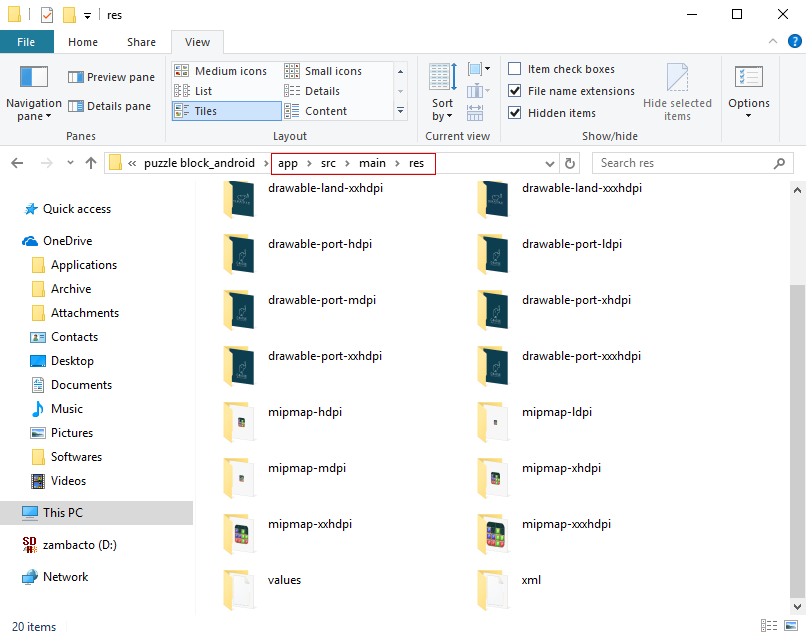 res
File Home Share View
Navigation pane
Preview pane
Details pane
Panes
Medium icons Small icons
List Details
Tiles Content
Layout
Sort by
Current view
Item check boxes
File name extensions
Hidden items
Hide selected items
Show/hide
Options
« puzzle block_android > app > src > main > res
Search res
Quick access
OneDrive
Applications
Archive
Attachments
Contacts
Desktop
Documents
Music
Pictures
Softwares
Videos
This PC
zambacto (D:)
Network
drawable-land-xxhdpi drawable-land-xxxhdpi
drawable-port-hdpi drawable-port-ldpi
drawable-port-mdpi drawable-port-xhdpi
drawable-port-xxhdpi drawable-port-xxxhdpi
mipmap-hdpi mipmap-ldpi
mipmap-mdpi mipmap-xhdpi
mipmap-xxhdpi mipmap-xxxhdpi
values xml
20 items